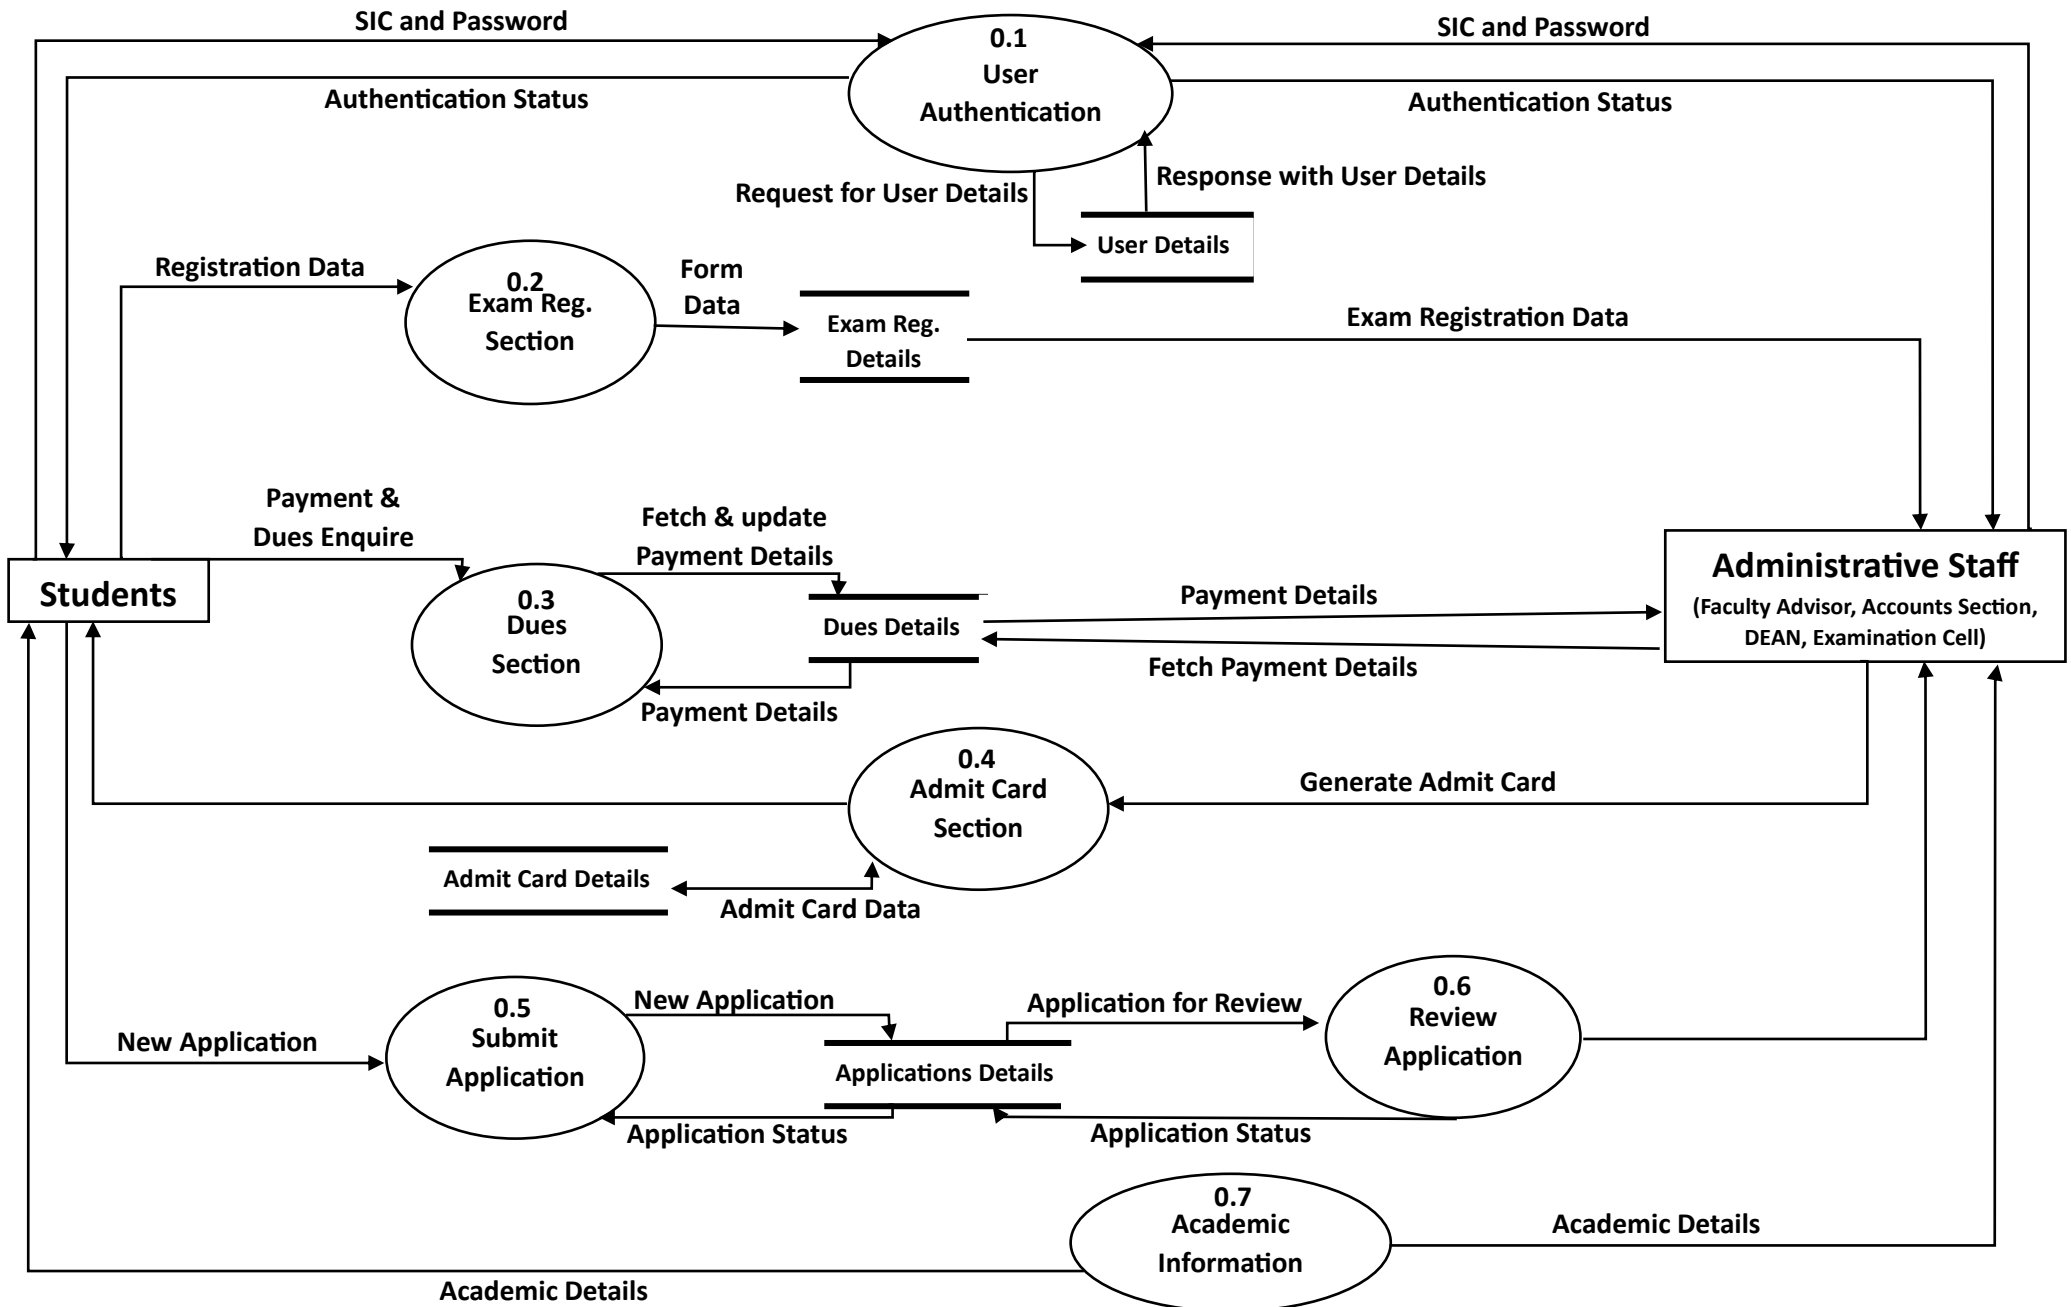 SIC and Password
SIC and Password
0.1
User
Authentication
Authentication Status
Authentication Status
Request for User Details
Response with User Details
User Details
Registration Data
0.2
Exam Reg.
Section
Form
Data
Exam Reg.
Details
Exam Registration Data
Payment &
Dues Enquire
Fetch & update
Payment Details
Students
0.3
Dues
Section
Dues Details
Payment Details
Payment Details
Fetch Payment Details
Administrative Staff
(Faculty Advisor, Accounts Section,
DEAN, Examination Cell)
0.4
Admit Card
Section
Generate Admit Card
Admit Card Details
Admit Card Data
New Application
0.5
Submit
Application
New Application
Applications Details
Application Status
Application for Review
Application Status
0.6
Review
Application
0.7
Academic
Information
Academic Details
Academic Details